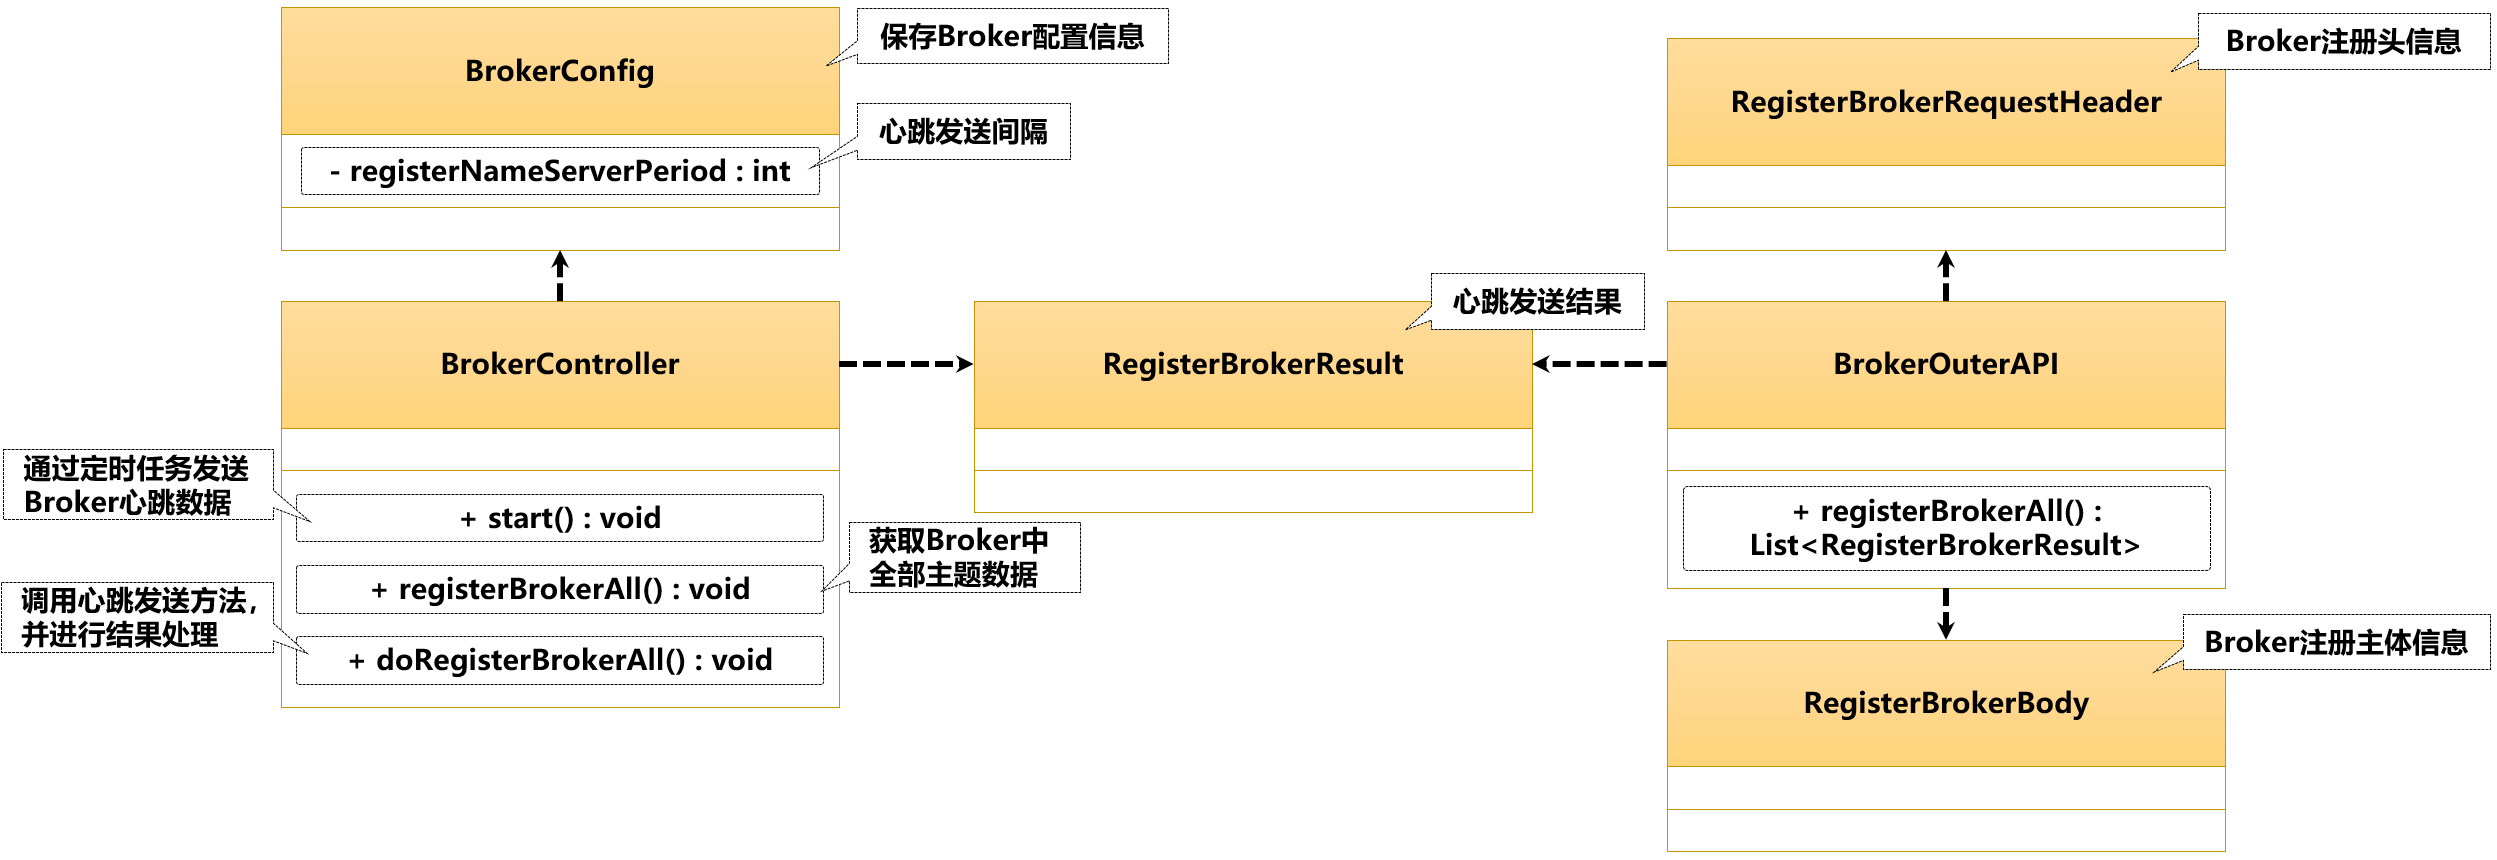 BrokerConfig
保存Broker配置信息
- registerNameServerPeriod : int
心跳发送间隔
RegisterBrokerRequestHeader
Broker注册头信息
BrokerController
通过定时任务发送
Broker心跳数据
+ start() : void
+ registerBrokerAll() : void
获取Broker中
全部主题数据
调用心跳发送方法，
并进行结果处理
+ doRegisterBrokerAll() : void
RegisterBrokerResult
心跳发送结果
BrokerOuterAPI
+ registerBrokerAll() :
List<RegisterBrokerResult>
RegisterBrokerBody
Broker注册主体信息